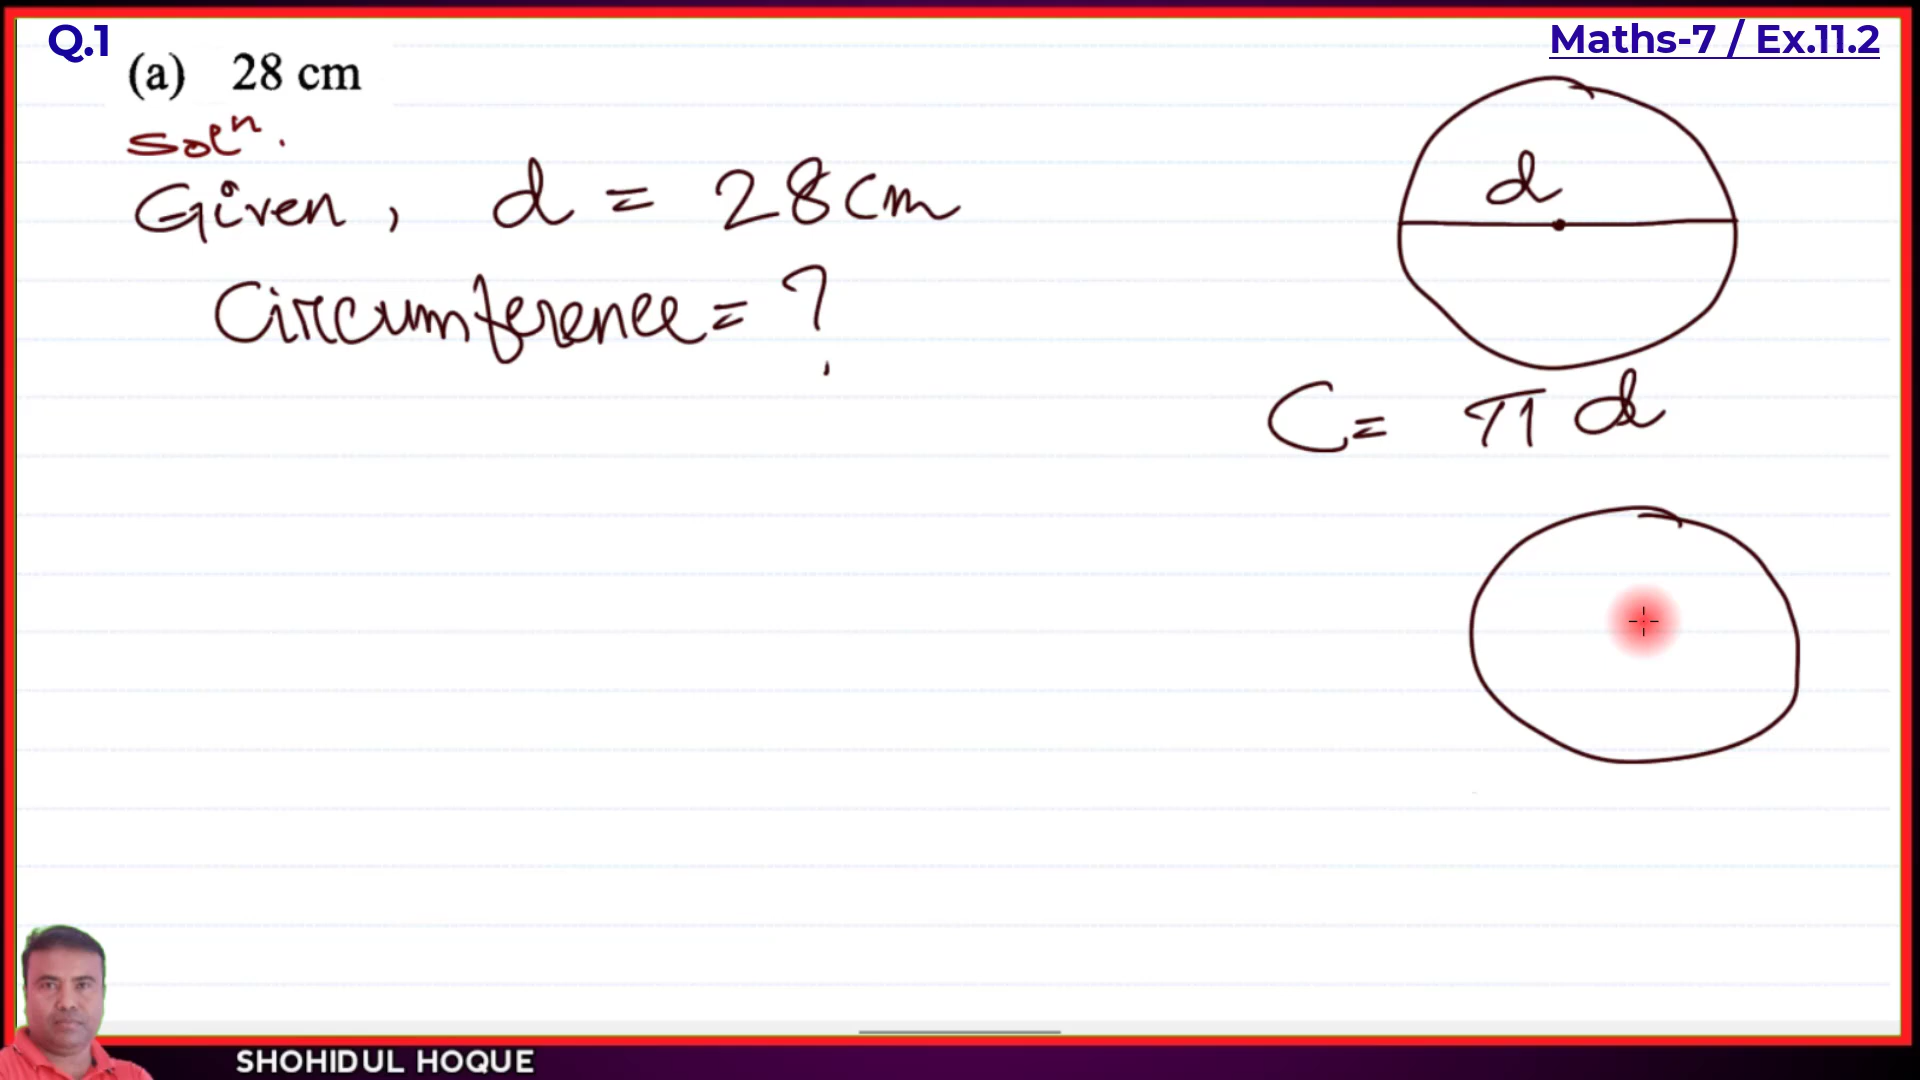 Q.1
Maths-7 / Ex.11.2
(a) 28 cm
Solⁿ.
Given, d = 28cm
Circumference = ?
d
C = π d
SHOHIDUL HOQUE